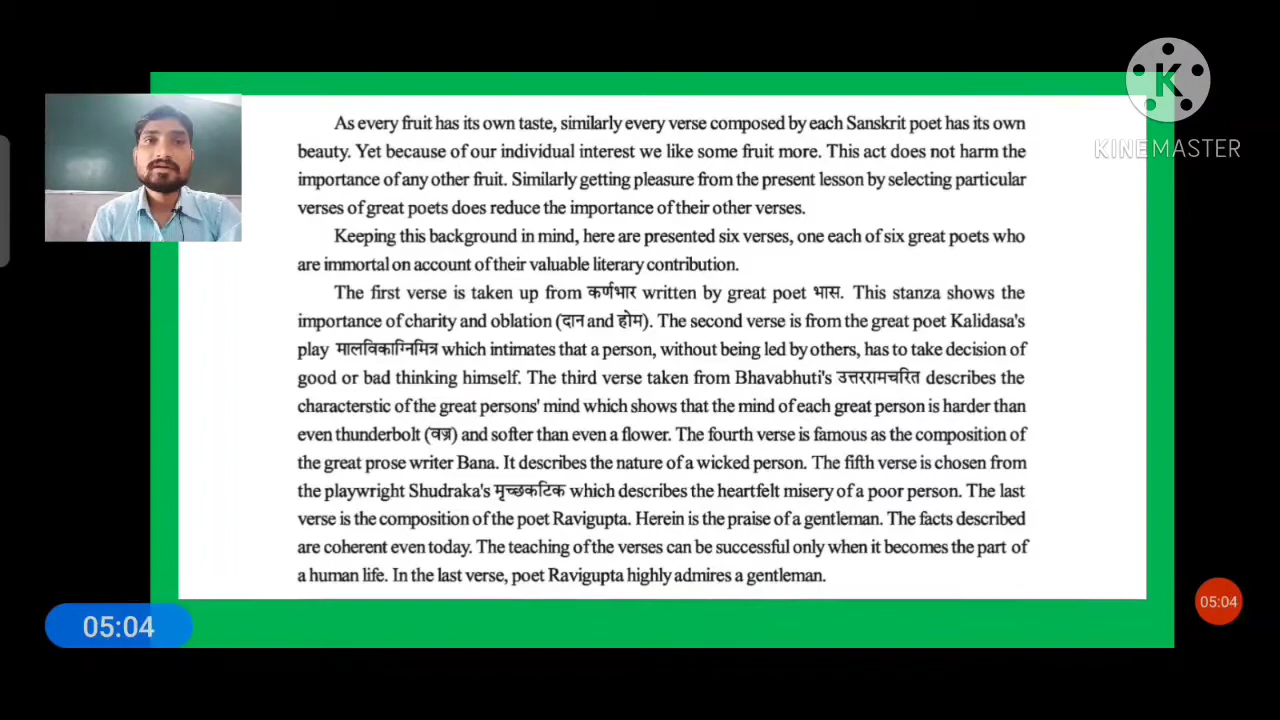 KINEMASTER
As every fruit has its own taste, similarly every verse composed by each Sanskrit poet has its own
beauty. Yet because of our individual interest we like some fruit more. This act does not harm the
importance of any other fruit. Similarly getting pleasure from the present lesson by selecting particular
verses of great poets does reduce the importance of their other verses.
Keeping this background in mind, here are presented six verses, one each of six great poets who
are immortal on account of their valuable literary contribution.
The first verse is taken up from कर्णभार written by great poet भास. This stanza shows the
importance of charity and oblation (दान and होम). The second verse is from the great poet Kalidasa's
play मालविकाग्निमित्र which intimates that a person, without being led by others, has to take decision of
good or bad thinking himself. The third verse taken from Bhavabhuti's उत्तररामचरित describes the
characterstic of the great persons' mind which shows that the mind of each great person is harder than
even thunderbolt (वज्र) and softer than even a flower. The fourth verse is famous as the composition of
the great prose writer Bana. It describes the nature of a wicked person. The fifth verse is chosen from
the playwright Shudraka's मृच्छकटिक which describes the heartfelt misery of a poor person. The last
verse is the composition of the poet Ravigupta. Herein is the praise of a gentleman. The facts described
are coherent even today. The teaching of the verses can be successful only when it becomes the part of
a human life. In the last verse, poet Ravigupta highly admires a gentleman.
05:04
05:04